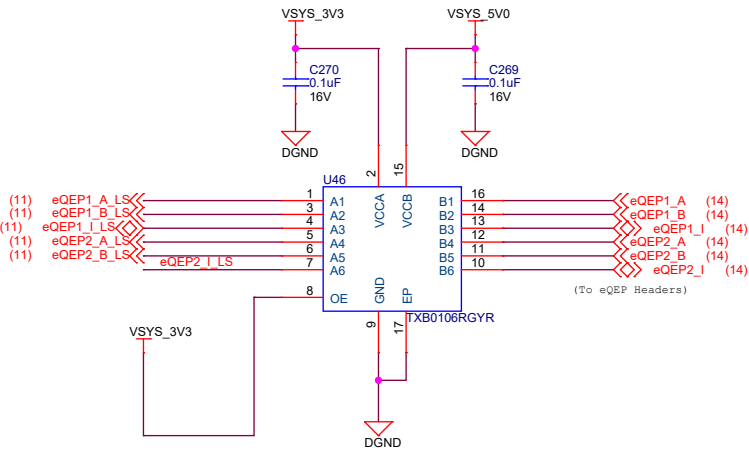 VSYS_3V3
VSYS_5V0
C270
0.1uF
16V
C269
0.1uF
16V
DGND
DGND
2
15
U46
VCCA
VCCB
(11) eQEP1_A_LS 1 A1 B1 16 eQEP1_A (14)
(11) eQEP1_B_LS 3 A2 B2 14 eQEP1_B (14)
(11) eQEP1_I_LS 4 A3 B3 13 eQEP1_I (14)
(11) eQEP2_A_LS 5 A4 B4 12 eQEP2_A (14)
(11) eQEP2_B_LS 6 A5 B5 11 eQEP2_B (14)
eQEP2_I_LS 7 A6 B6 10 eQEP2_I (14)
(To eQEP Headers)
8 OE
GND
EP
TXB0106RGYR
9
17
VSYS_3V3
DGND